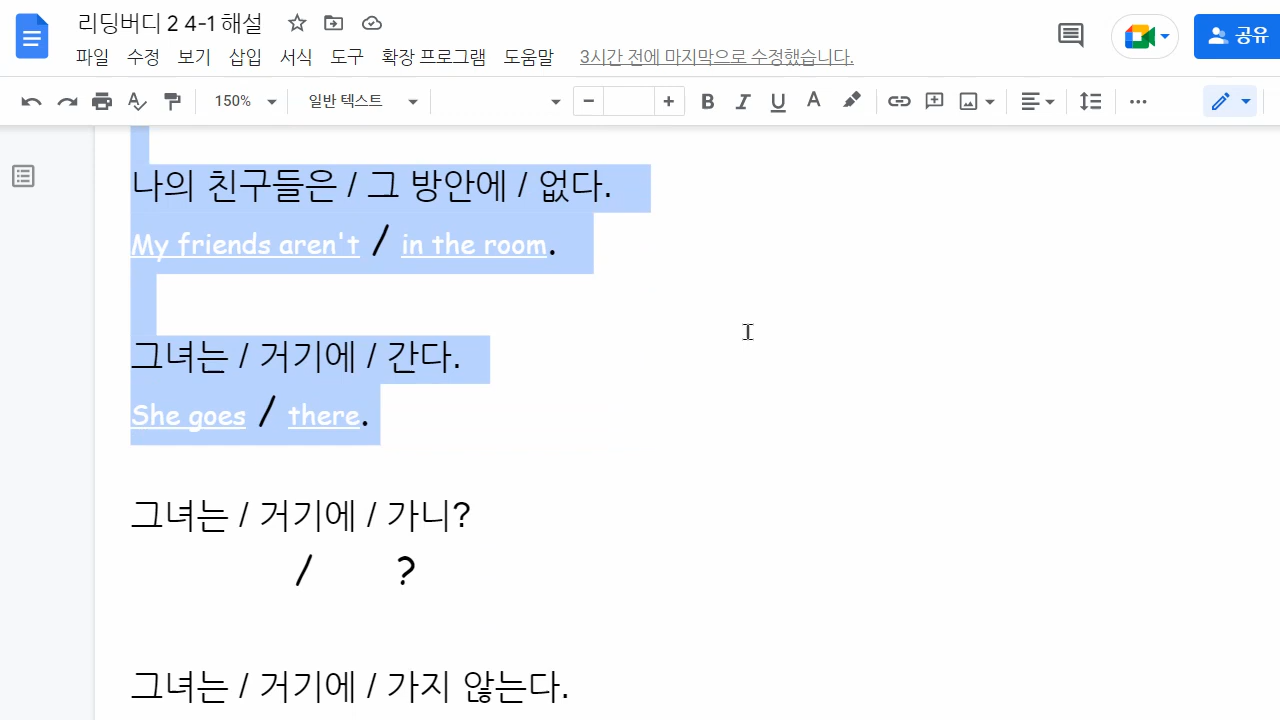 리딩버디 2 4-1 해설
파일 수정 보기 삽입 서식 도구 확장 프로그램 도움말 3시간 전에 마지막으로 수정했습니다.
공유
150% 일반 텍스트 − + B I U A
나의 친구들은 / 그 방안에 / 없다.
My friends aren't / in the room.
그녀는 / 거기에 / 간다.
She goes / there.
그녀는 / 거기에 / 가니?
/ ?
그녀는 / 거기에 / 가지 않는다.